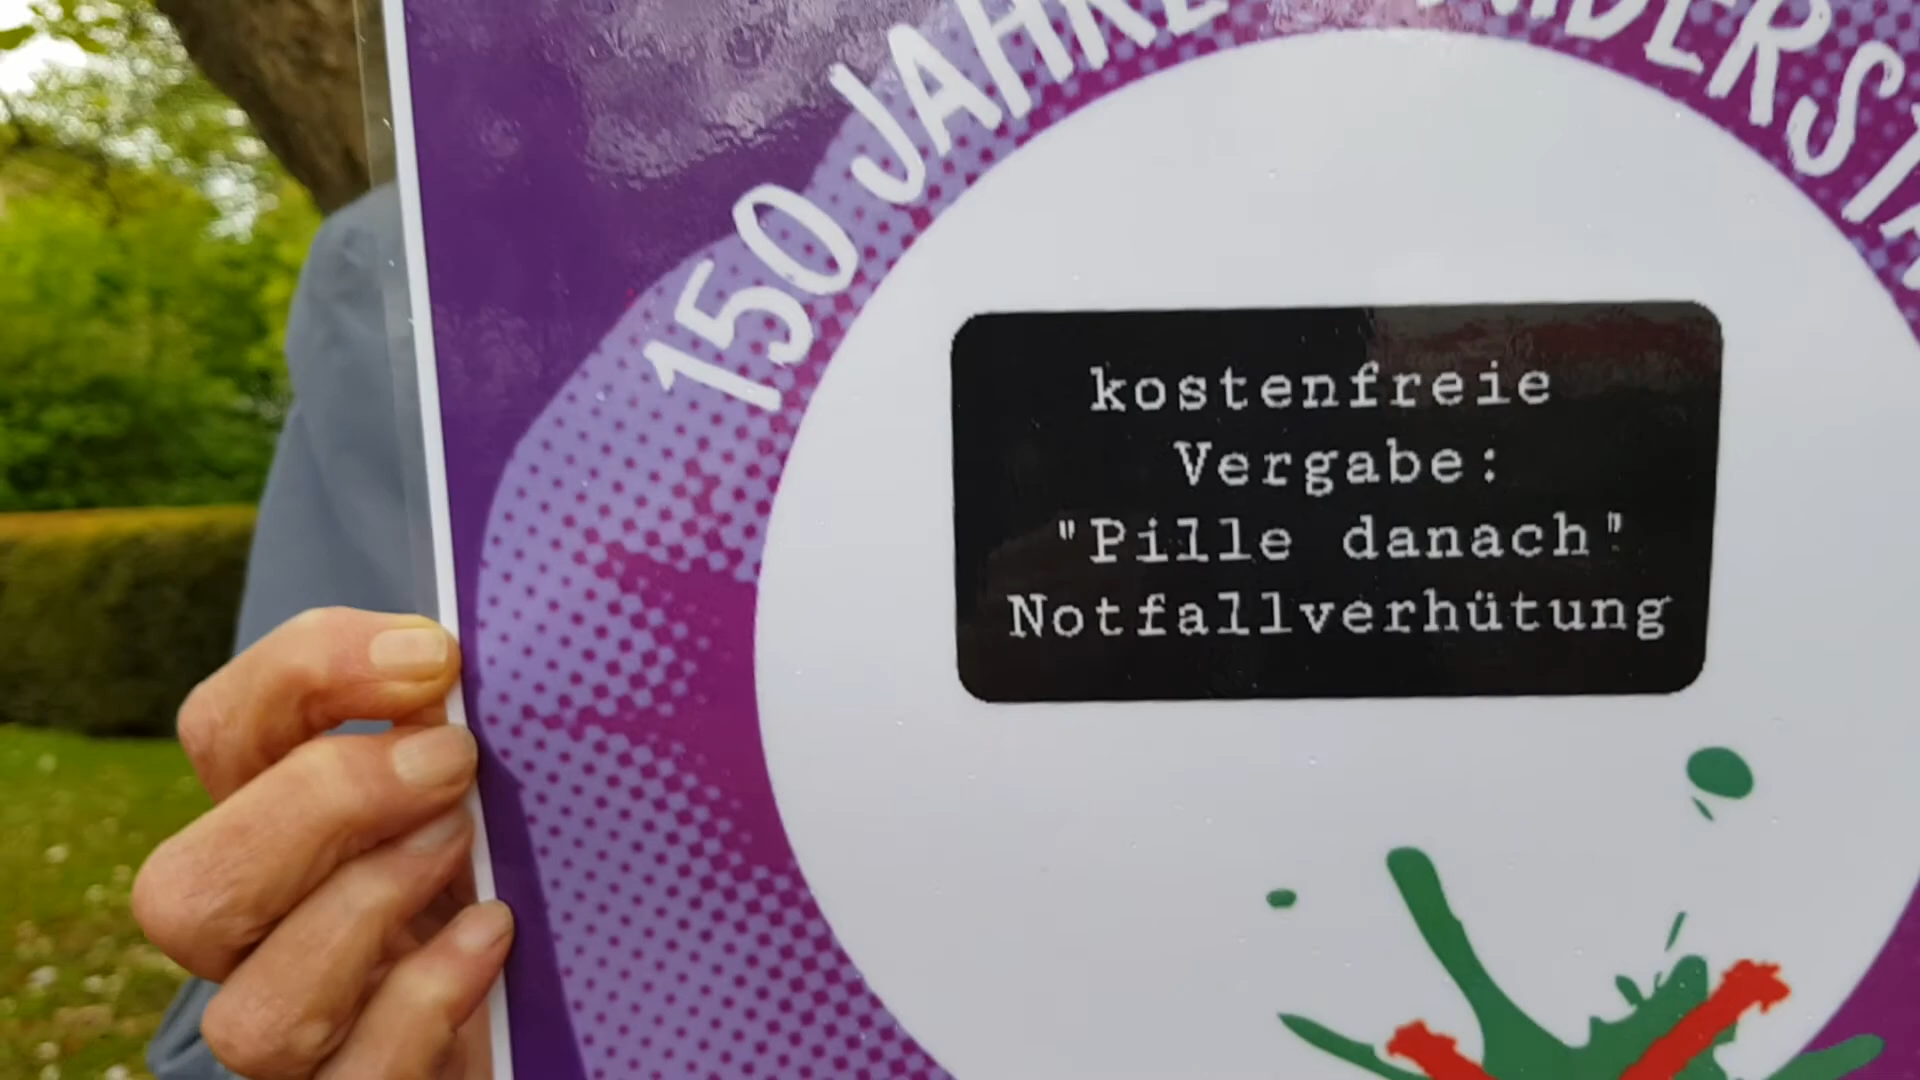 150 JAHRE
kostenfreie
Vergabe:
"Pille danach"
Notfallverhütung